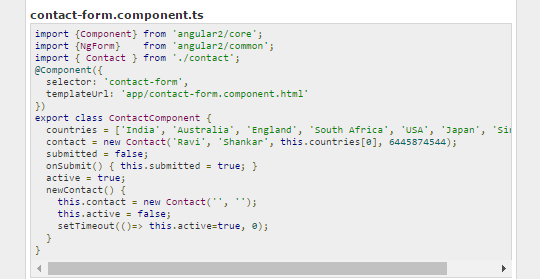 contact-form.component.ts
import {Component} from 'angular2/core';
import {NgForm}    from 'angular2/common';
import { Contact } from './contact';
@Component({
  selector: 'contact-form',
  templateUrl: 'app/contact-form.component.html'
})
export class ContactComponent {
  countries = ['India', 'Australia', 'England', 'South Africa', 'USA', 'Japan',
  contact = new Contact('Ravi', 'Shankar', this.countries[0], 6445874544);
  submitted = false;
  onSubmit() { this.submitted = true; }
  active = true;
  newContact() {
    this.contact = new Contact('', '');
    this.active = false;
    setTimeout(()=> this.active=true, 0);
  }
}